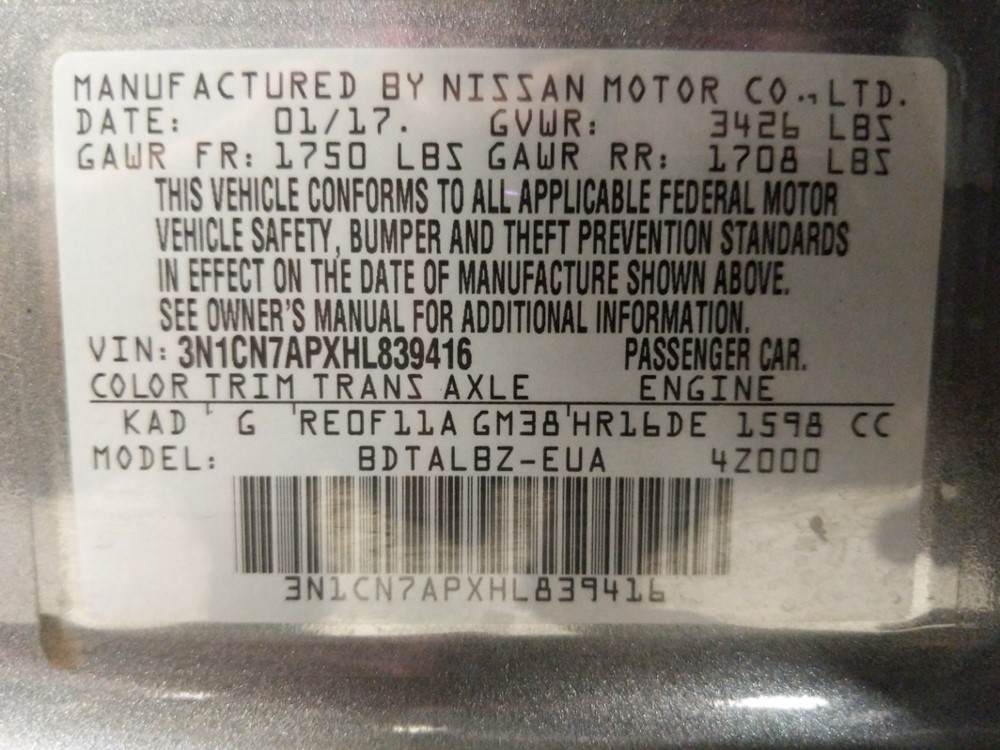 MANUFACTURED BY NISSAN MOTOR CO.,LTD.
DATE: 01/17. GVWR: 3426 LBS
GAWR FR: 1750 LBS GAWR RR: 1708 LBS
THIS VEHICLE CONFORMS TO ALL APPLICABLE FEDERAL MOTOR
VEHICLE SAFETY, BUMPER AND THEFT PREVENTION STANDARDS
IN EFFECT ON THE DATE OF MANUFACTURE SHOWN ABOVE.
SEE OWNER'S MANUAL FOR ADDITIONAL INFORMATION.
VIN: 3N1CN7APXHL839416 PASSENGER CAR.
COLOR TRIM TRANS AXLE ENGINE
KAD G RE0F11A GM38 HR16DE 1598 CC
MODEL: BDTALBZ-EUA 4Z000
3N1CN7APXHL839416